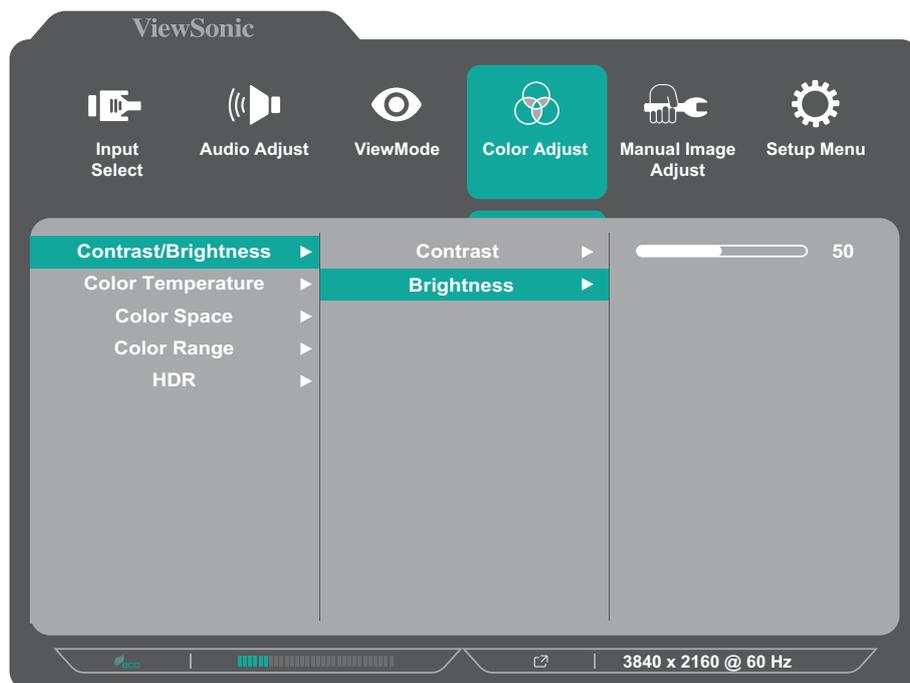 ViewSonic
Input
Select
Audio Adjust
ViewMode
Color Adjust
Manual Image
Adjust
Setup Menu
Contrast/Brightness
Color Temperature
Color Space
Color Range
HDR
Contrast
Brightness
50
eco
3840 x 2160 @ 60 Hz